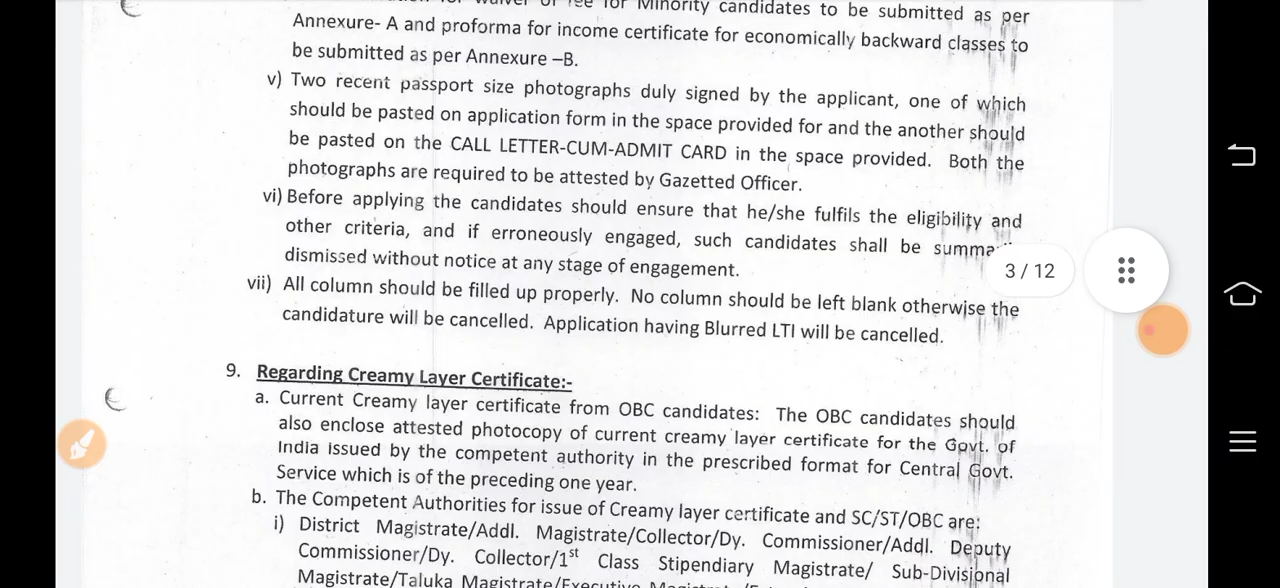 fee for Minority candidates to be submitted as per
Annexure- A and proforma for income certificate for economically backward classes to
be submitted as per Annexure –B.
v) Two recent passport size photographs duly signed by the applicant, one of which
should be pasted on application form in the space provided for and the another should
be pasted on the CALL LETTER-CUM-ADMIT CARD in the space provided. Both the
photographs are required to be attested by Gazetted Officer.
vi) Before applying the candidates should ensure that he/she fulfils the eligibility and
other criteria, and if erroneously engaged, such candidates shall be
dismissed without notice at any stage of engagement.
3 / 12
vii) All column should be filled up properly. No column should be left blank otherwise the
candidature will be cancelled. Application having Blurred LTI will be cancelled.
9. Regarding Creamy Layer Certificate:-
a. Current Creamy layer certificate from OBC candidates: The OBC candidates should
also enclose attested photocopy of current creamy layer certificate for the Govt. of
India issued by the competent authority in the prescribed format for Central Govt.
Service which is of the preceding one year.
b. The Competent Authorities for issue of Creamy layer certificate and SC/ST/OBC are:
i) District Magistrate/Addl. Magistrate/Collector/Dy. Commissioner/Addl. Deputy
Commissioner/Dy. Collector/1st Class Stipendiary Magistrate/ Sub-Divisional
Magistrate/Taluka Magistrate/Executive